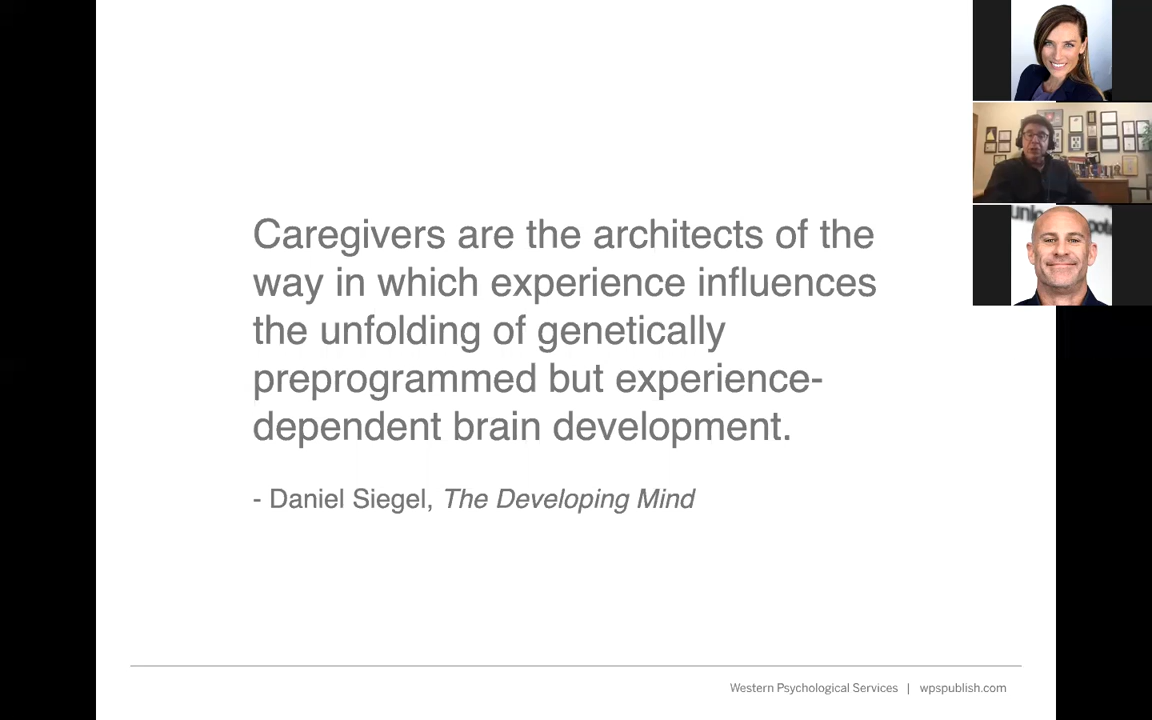 Caregivers are the architects of the
way in which experience influences
the unfolding of genetically
preprogrammed but experience-
dependent brain development.
- Daniel Siegel, The Developing Mind
Western Psychological Services | wpspublish.com